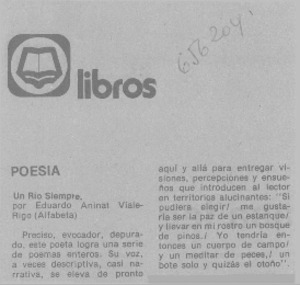 656204
libros
POESIA
Un Río Siempre,
por Eduardo Aninat Viale-
Rigo (Alfabeta)
Preciso, evocador, depura-
do, este poeta logra una serie
de poemas enteros. Su voz,
a veces descriptiva, casi na-
rrativa, se eleva de pronto
aquí y allá para entregar vi-
siones, percepciones y ensue-
ños que introducen al lector
en territorios alucinantes: "Si
pudiera elegir/ me gusta-
ría ser la paz de un estanque/
y llevar en mi rostro un bosque
de pinos./ Yo tendría en-
tonces un cuerpo de campo/
y un meditar de peces,/ un
bote solo y quizás el otoño".